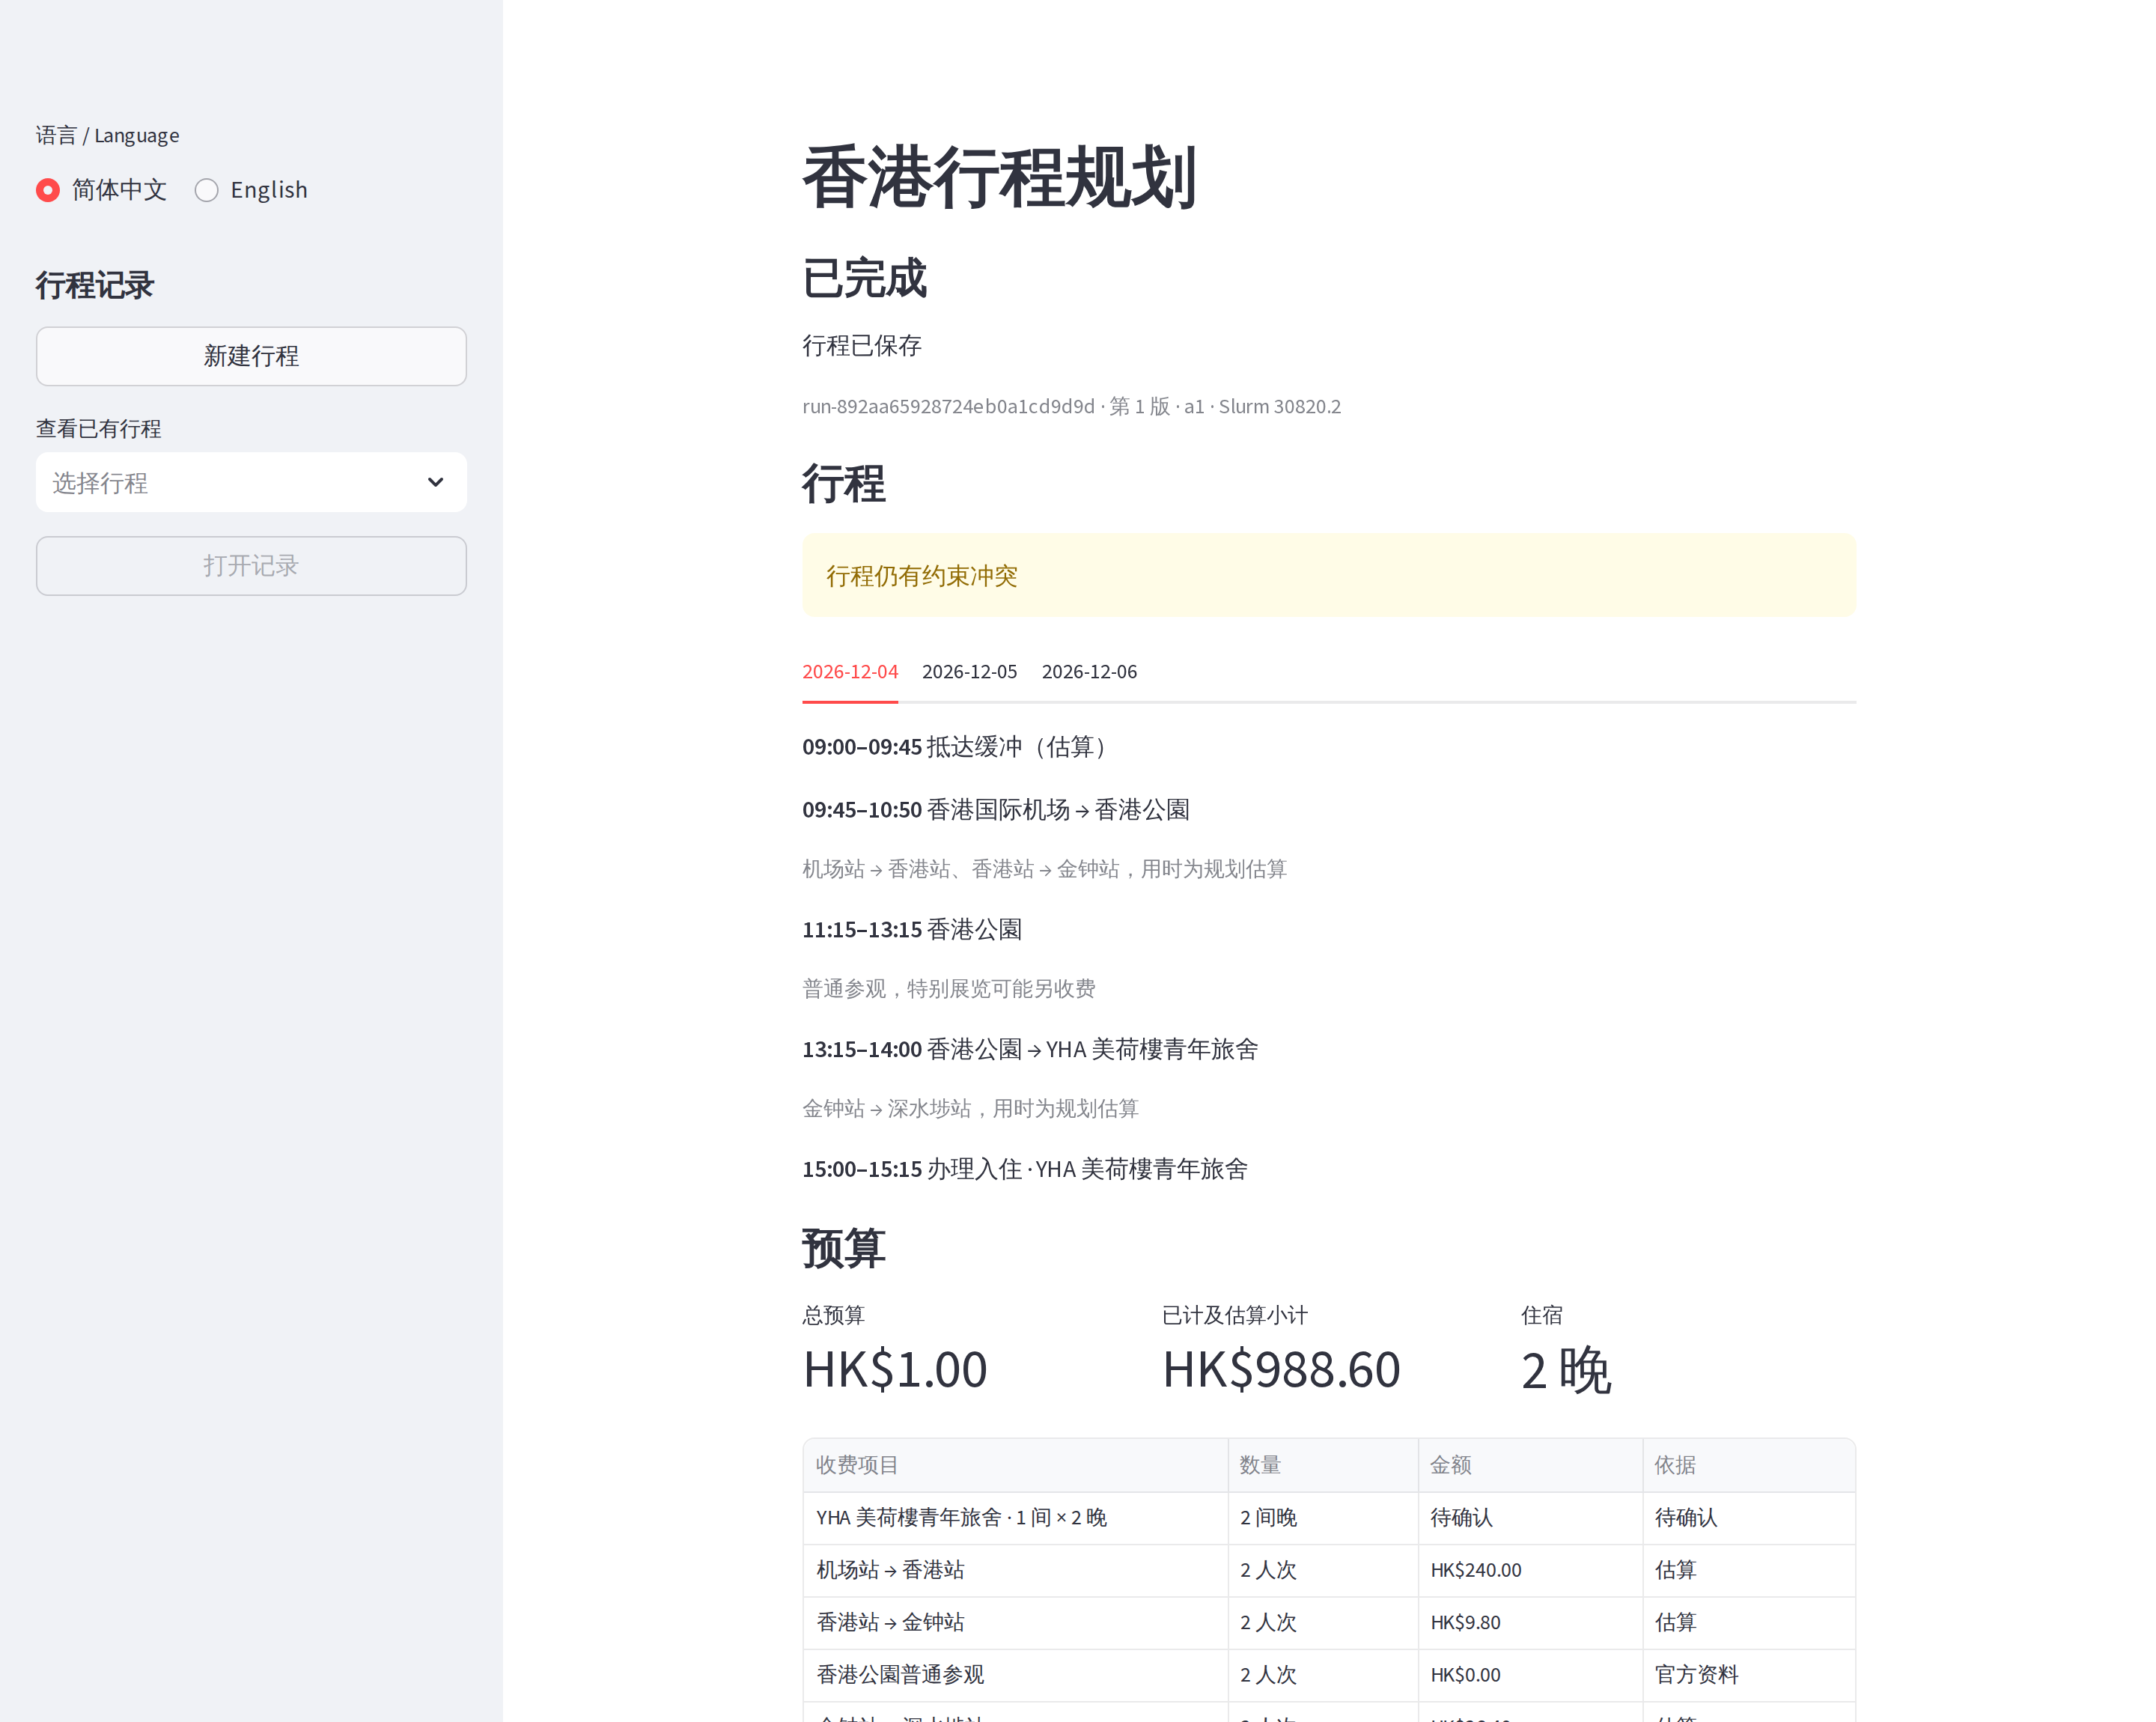 语言 / Language
简体中文 English
行程记录
新建行程
查看已有行程
选择行程
打开记录
香港行程规划
已完成
行程已保存
run-892aa65928724eb0a1cd9d9d · 第 1 版 · a1 · Slurm 30820.2
行程
行程仍有约束冲突
2026-12-04 2026-12-05 2026-12-06
09:00–09:45 抵达缓冲（估算）
09:45–10:50 香港国际机场 → 香港公園
机场站 → 香港站、香港站 → 金钟站，用时为规划估算
11:15–13:15 香港公園
普通参观，特别展览可能另收费
13:15–14:00 香港公園 → YHA 美荷樓青年旅舍
金钟站 → 深水埗站，用时为规划估算
15:00–15:15 办理入住 · YHA 美荷樓青年旅舍
预算
总预算 已计及估算小计 住宿
HK$1.00 HK$988.60 2 晚
收费项目 数量 金额 依据
YHA 美荷樓青年旅舍 · 1 间 × 2 晚 2 间晚 待确认 待确认
机场站 → 香港站 2 人次 HK$240.00 估算
香港站 → 金钟站 2 人次 HK$9.80 估算
香港公園普通参观 2 人次 HK$0.00 官方资料